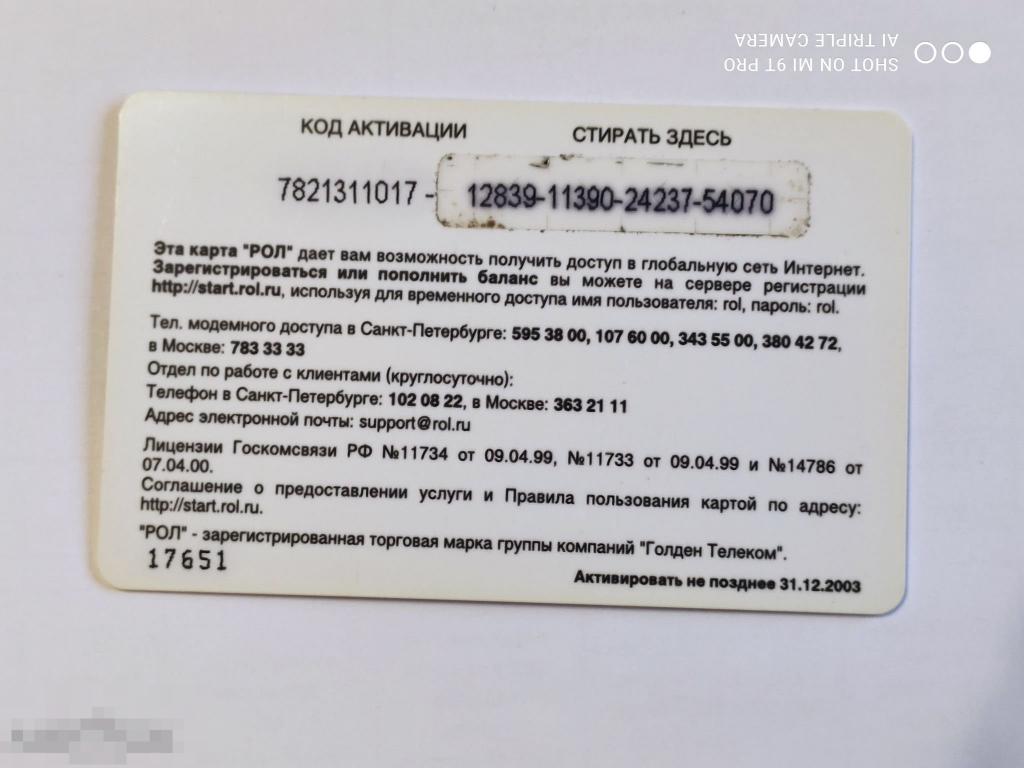 SHOT ON MI 9T PRO
AI TRIPLE CAMERA
КОД АКТИВАЦИИ СТИРАТЬ ЗДЕСЬ
7821311017 - 12839-11390-24237-54070
Эта карта "РОЛ" дает вам возможность получить доступ в глобальную сеть Интернет.
Зарегистрироваться или пополнить баланс вы можете на сервере регистрации
http://start.rol.ru, используя для временного доступа имя пользователя: rol, пароль: rol.
Тел. модемного доступа в Санкт-Петербурге: 595 38 00, 107 60 00, 343 55 00, 380 42 72,
в Москве: 783 33 33
Отдел по работе с клиентами (круглосуточно):
Телефон в Санкт-Петербурге: 102 08 22, в Москве: 363 21 11
Адрес электронной почты: support@rol.ru
Лицензии Госкомсвязи РФ №11734 от 09.04.99, №11733 от 09.04.99 и №14786 от
07.04.00.
Соглашение о предоставлении услуги и Правила пользования картой по адресу:
http://start.rol.ru.
"РОЛ" - зарегистрированная торговая марка группы компаний "Голден Телеком".
17651
Активировать не позднее 31.12.2003